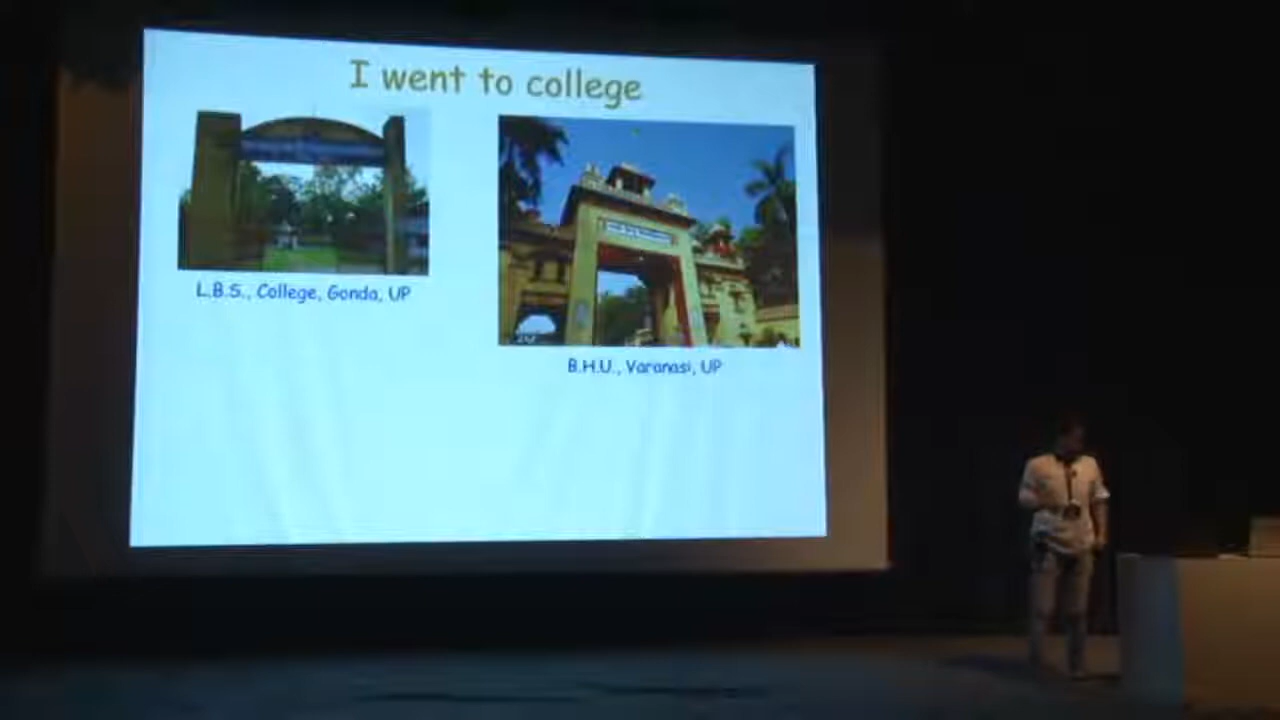 I went to college
L.B.S., College, Gonda, UP
B.H.U., Varanasi, UP